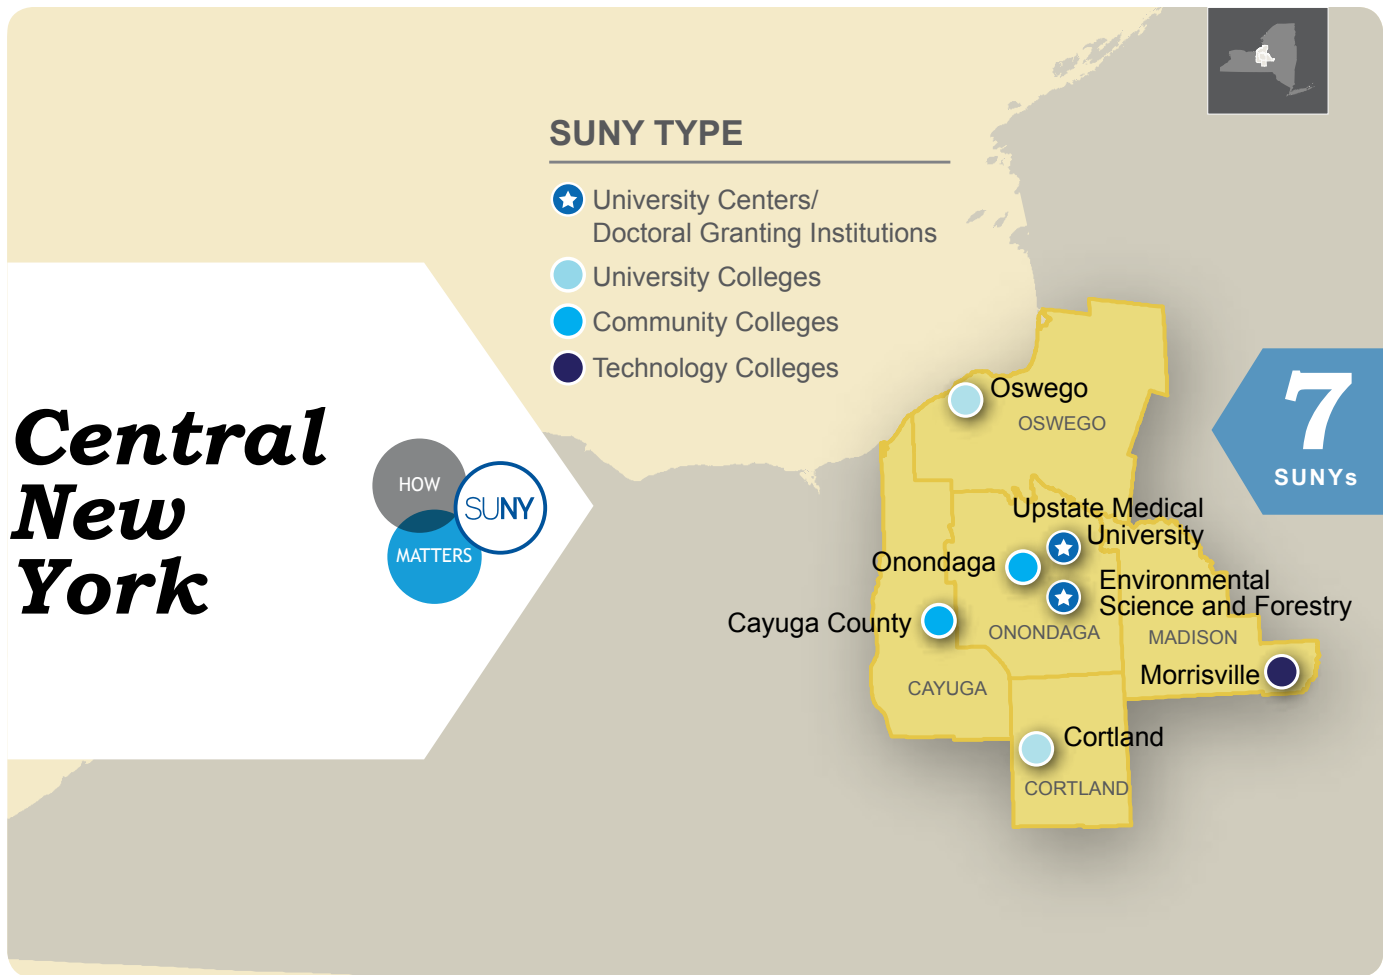 SUNY TYPE
University Centers/
Doctoral Granting Institutions
University Colleges
Community Colleges
Technology Colleges
Central
New
York
HOW
SUNY
MATTERS
7
SUNYs
Oswego
OSWEGO
Upstate Medical
University
Onondaga
Environmental
Science and Forestry
Cayuga County
ONONDAGA
MADISON
Morrisville
CAYUGA
Cortland
CORTLAND